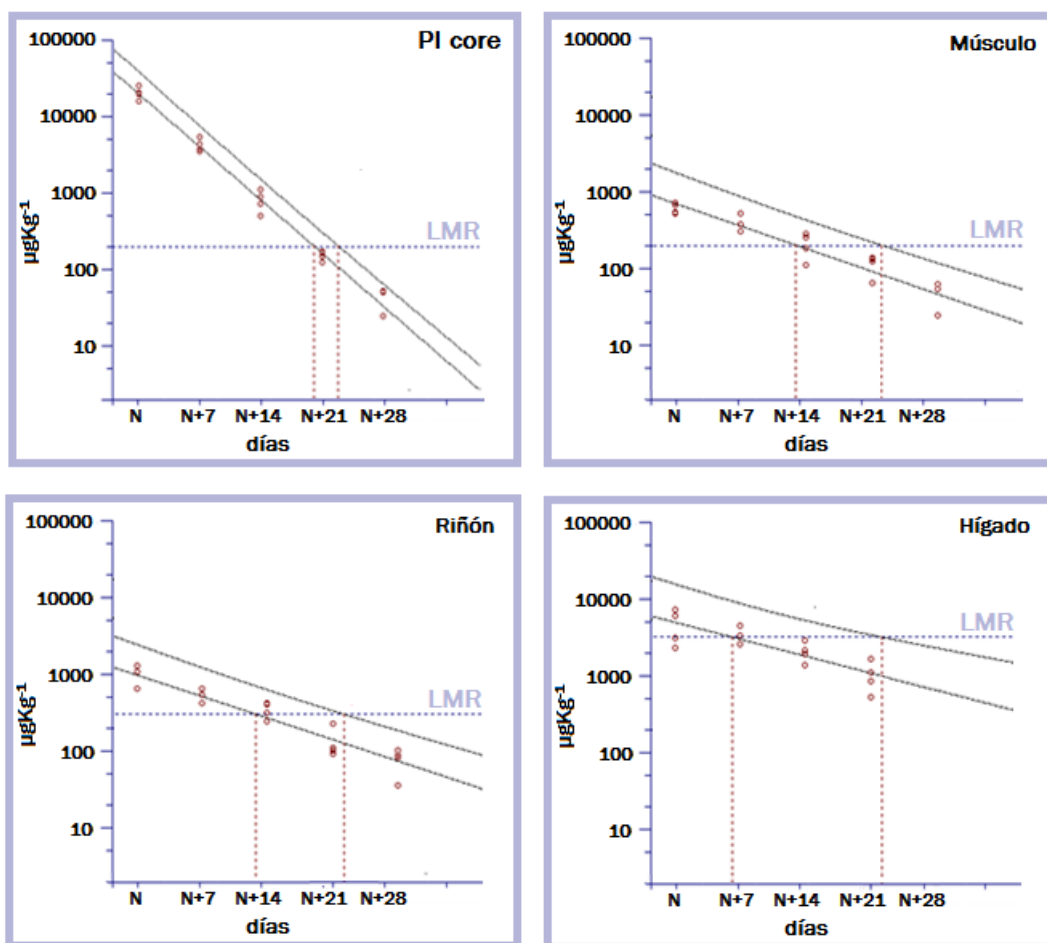 PI core
100000
10000
1000
100
10
µgKg-1
LMR
N N+7 N+14 N+21 N+28
días
Músculo
100000
10000
1000
100
10
µgKg-1
LMR
N N+7 N+14 N+21 N+28
días
Riñón
100000
10000
1000
100
10
µgKg-1
LMR
N N+7 N+14 N+21 N+28
días
Hígado
100000
10000
1000
100
10
µgKg-1
LMR
N N+7 N+14 N+21 N+28
días